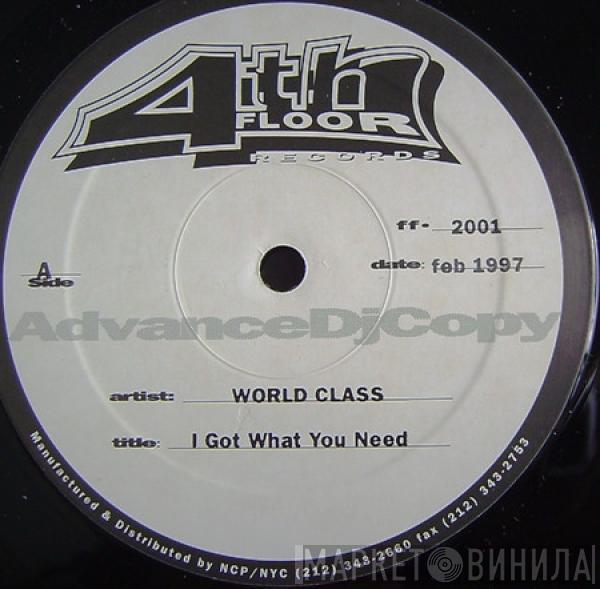 4th
FLOOR
RECORDS
ff- 2001
A
Side
date: feb 1997
AdvanceDjCopy
artist: WORLD CLASS
title: I Got What You Need
Manufactured & Distributed by NCP/NYC (212) 343-2660 fax (212) 343-2753
МАРКЕТ ВИНИЛА